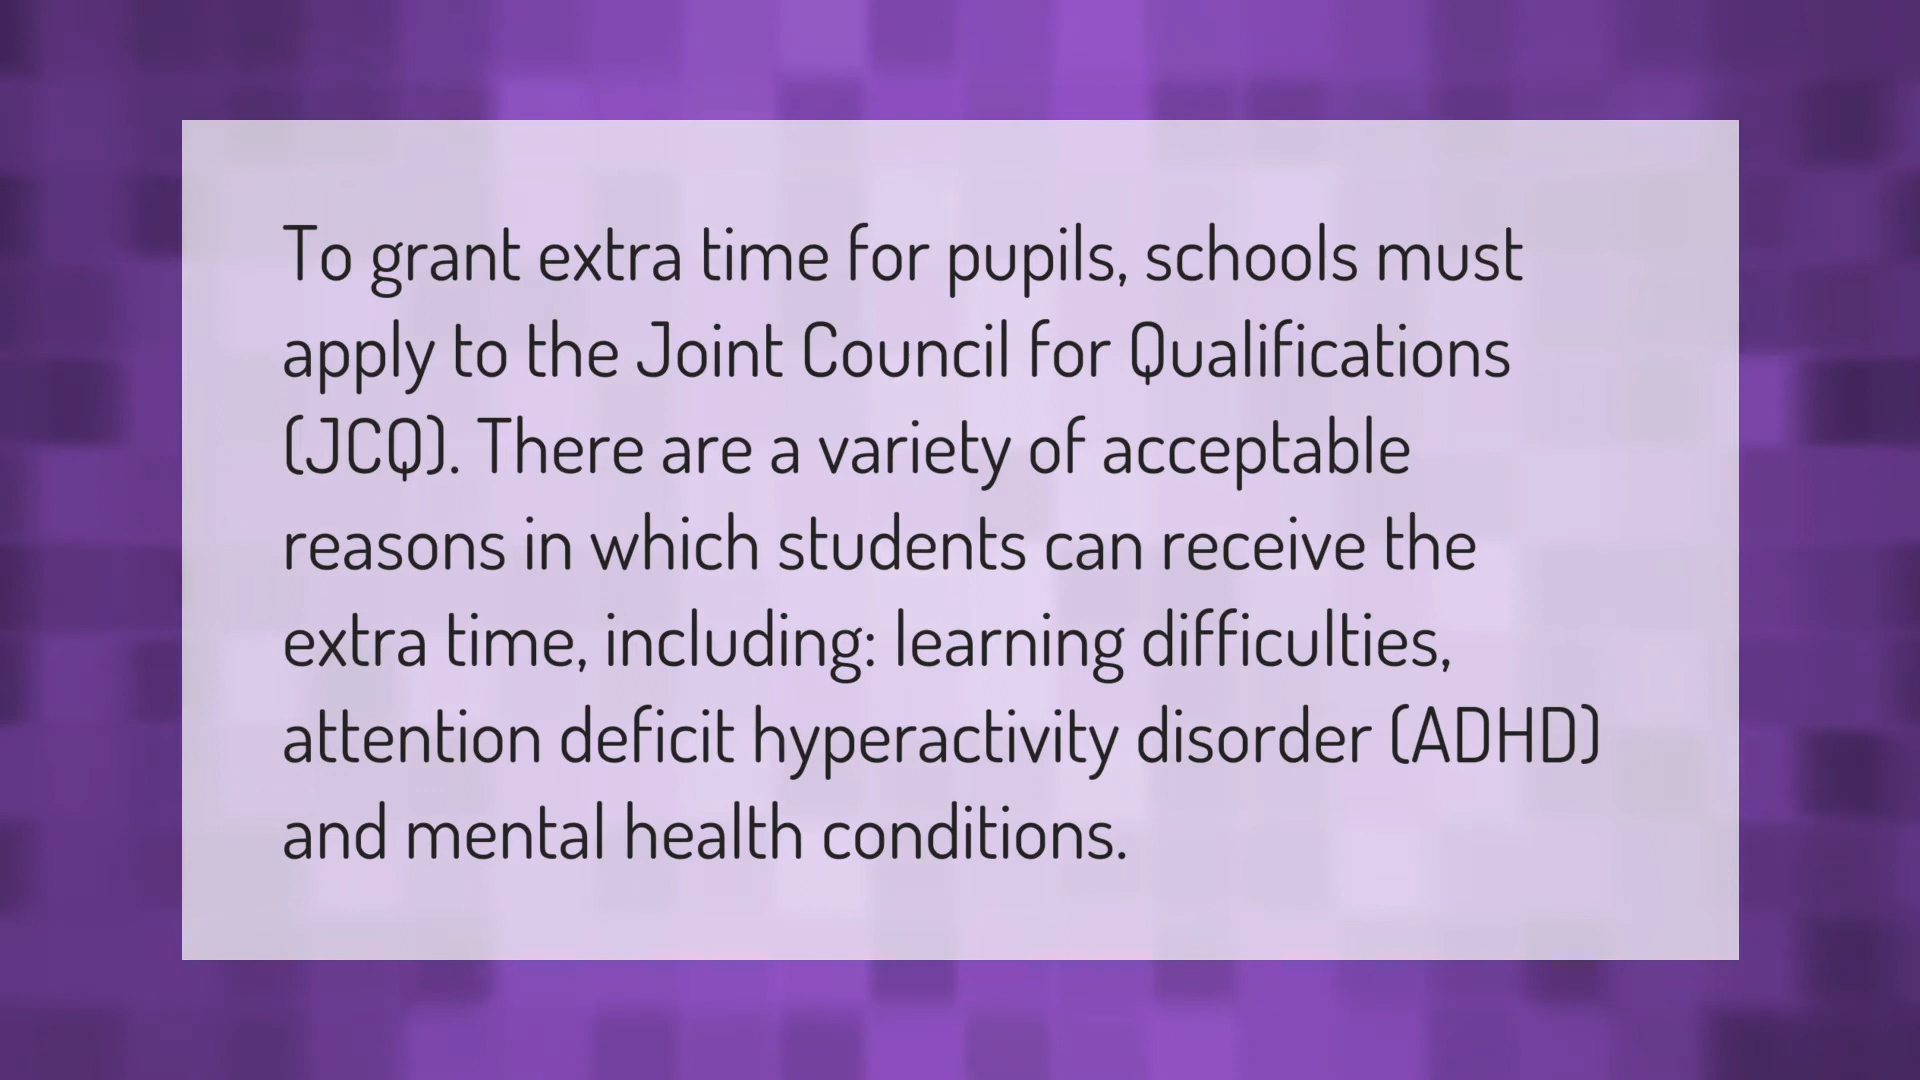 To grant extra time for pupils, schools must
apply to the Joint Council for Qualifications
(JCQ). There are a variety of acceptable
reasons in which students can receive the
extra time, including: learning difficulties,
attention deficit hyperactivity disorder (ADHD)
and mental health conditions.